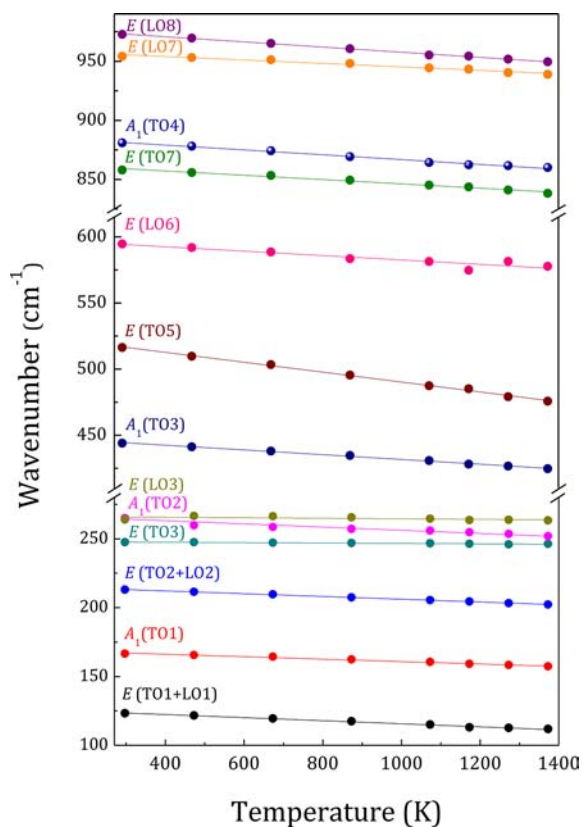 E (LO8)
E(LO7)
950
900
A1(TO4)
E(TO7)
850
600
E(LO6)
550
E (TO5)
500
A1(TO3)
450
E (LO3)
A1(TO2)
250
E(TO3)
E (TO2+LO2)
200
A1(TO1)
150
E (TO1+LO1)
100
400 600 800 1000 1200 1400
Temperature (K)
Wavenumber (cm-1)